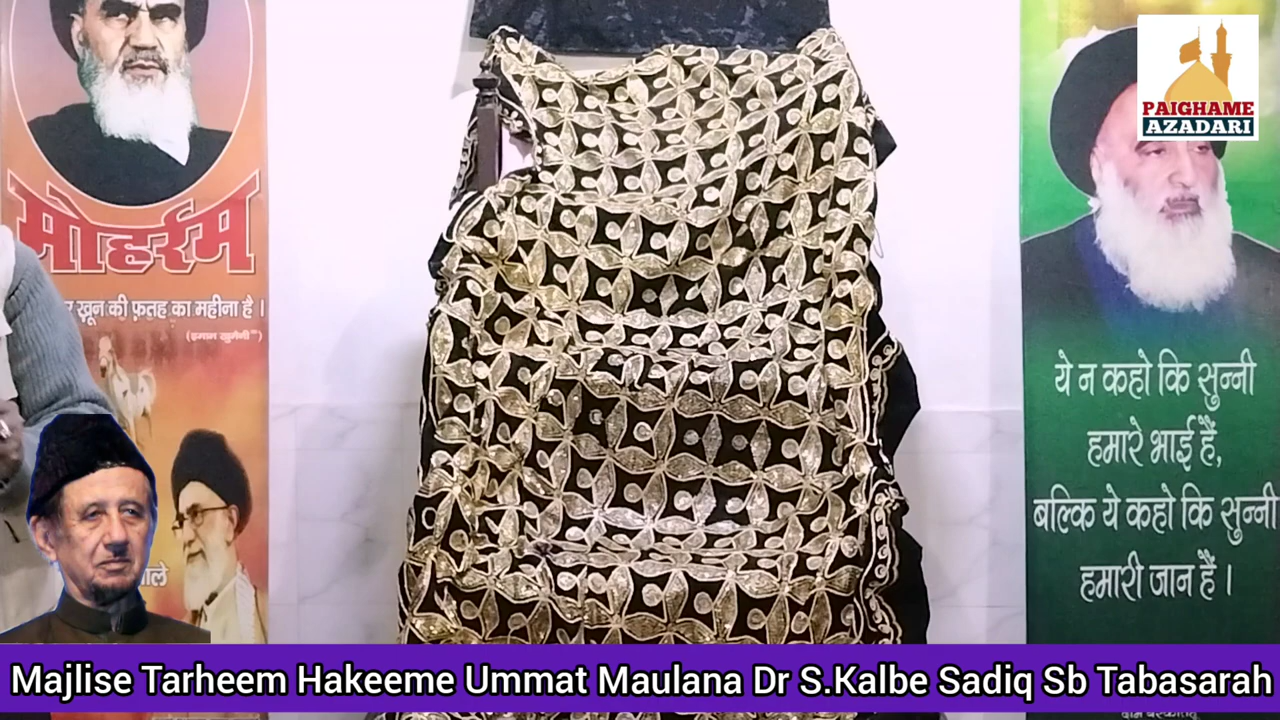 मोहर्रम
ख़ून की फ़तह का महीना है ।
(इमाम खुमैनी
PAIGHAME
AZADARI
ये न कहो कि सुन्नी
हमारे भाई हैं,
बल्कि ये कहो कि सुन्नी
हमारी जान हैं ।
Majlise Tarheem Hakeeme Ummat Maulana Dr S.Kalbe Sadiq Sb Tabasarah